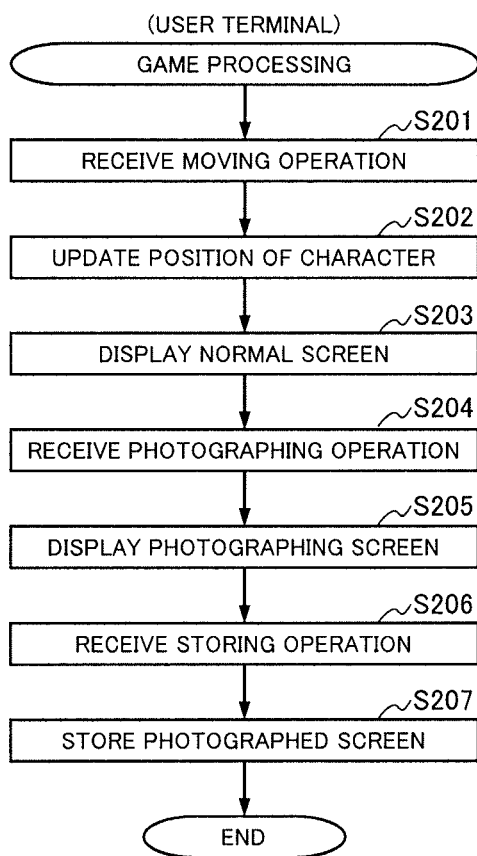 (USER TERMINAL)
GAME PROCESSING
S201
RECEIVE MOVING OPERATION
S202
UPDATE POSITION OF CHARACTER
S203
DISPLAY NORMAL SCREEN
S204
RECEIVE PHOTOGRAPHING OPERATION
S205
DISPLAY PHOTOGRAPHING SCREEN
S206
RECEIVE STORING OPERATION
S207
STORE PHOTOGRAPHED SCREEN
END